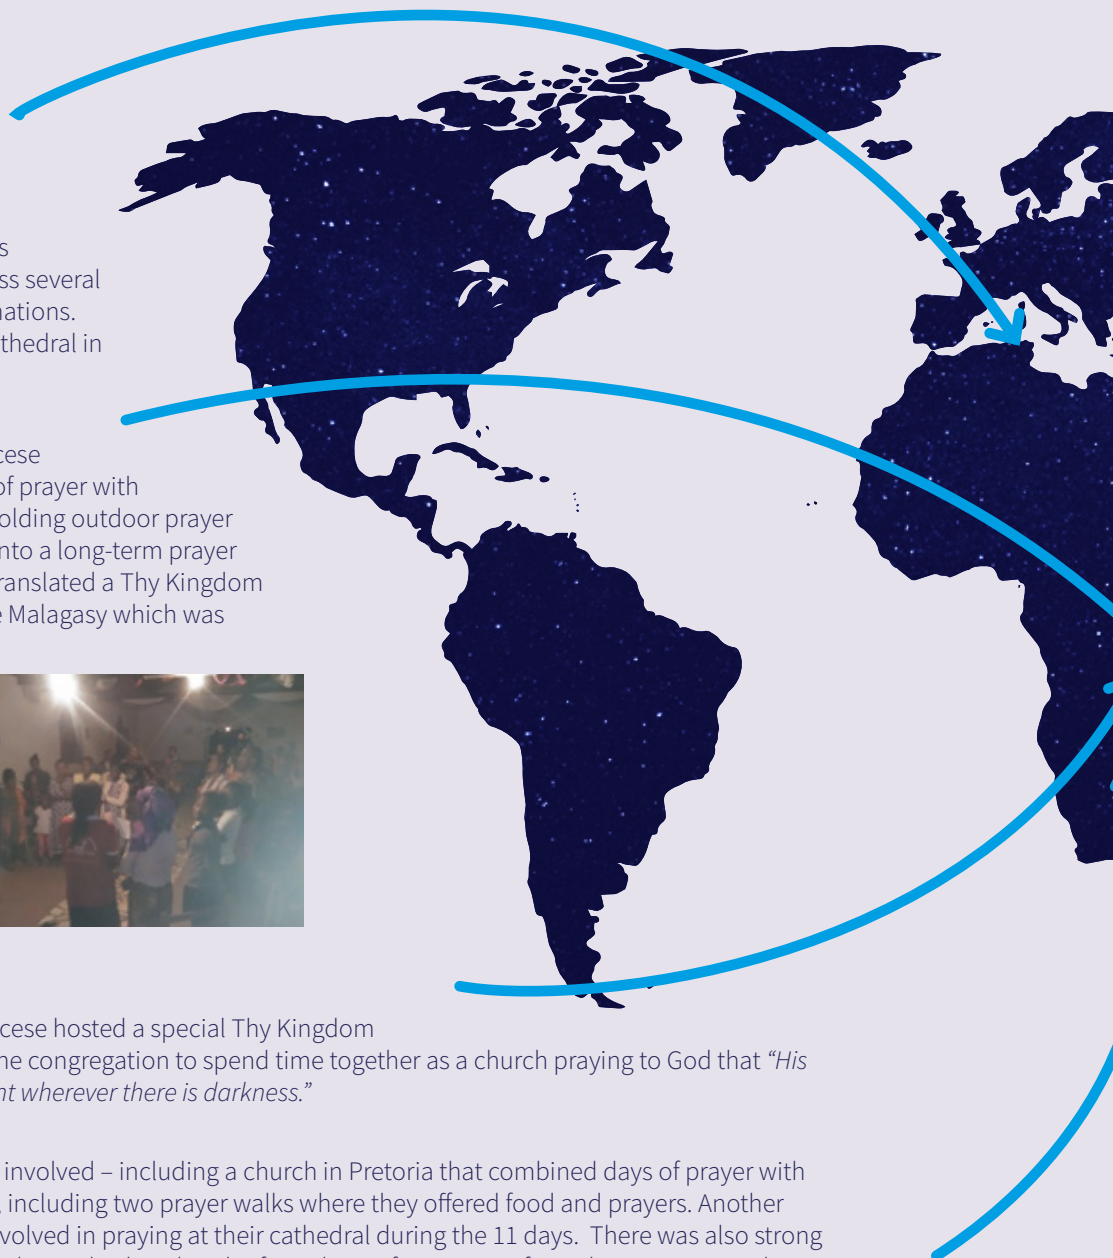 s
ss several
nations.
thedral in
cese
of prayer with
olding outdoor prayer
nto a long-term prayer
ranslated a Thy Kingdom
e Malagasy which was
cese hosted a special Thy Kingdom
he congregation to spend time together as a church praying to God that “His
nt wherever there is darkness.”
involved – including a church in Pretoria that combined days of prayer with
, including two prayer walks where they offered food and prayers. Another
volved in praying at their cathedral during the 11 days.  There was also strong